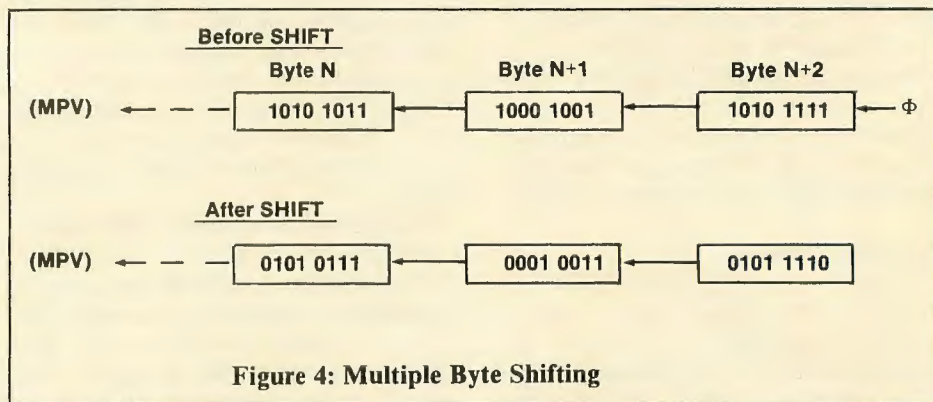 Before SHIFT
Byte N Byte N+1 Byte N+2
(MPV) 1010 1011 1000 1001 1010 1111 Φ
After SHIFT
(MPV) 0101 0111 0001 0011 0101 1110
Figure 4: Multiple Byte Shifting